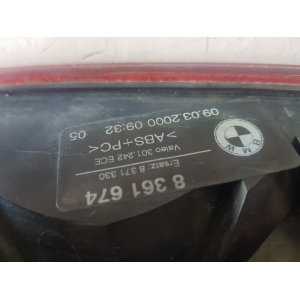 09.03.2000 09:32 05
>ABS+PC<
Valeo 301 242 ECE
Ersatz: 8 371 330
8 361 674
BMW